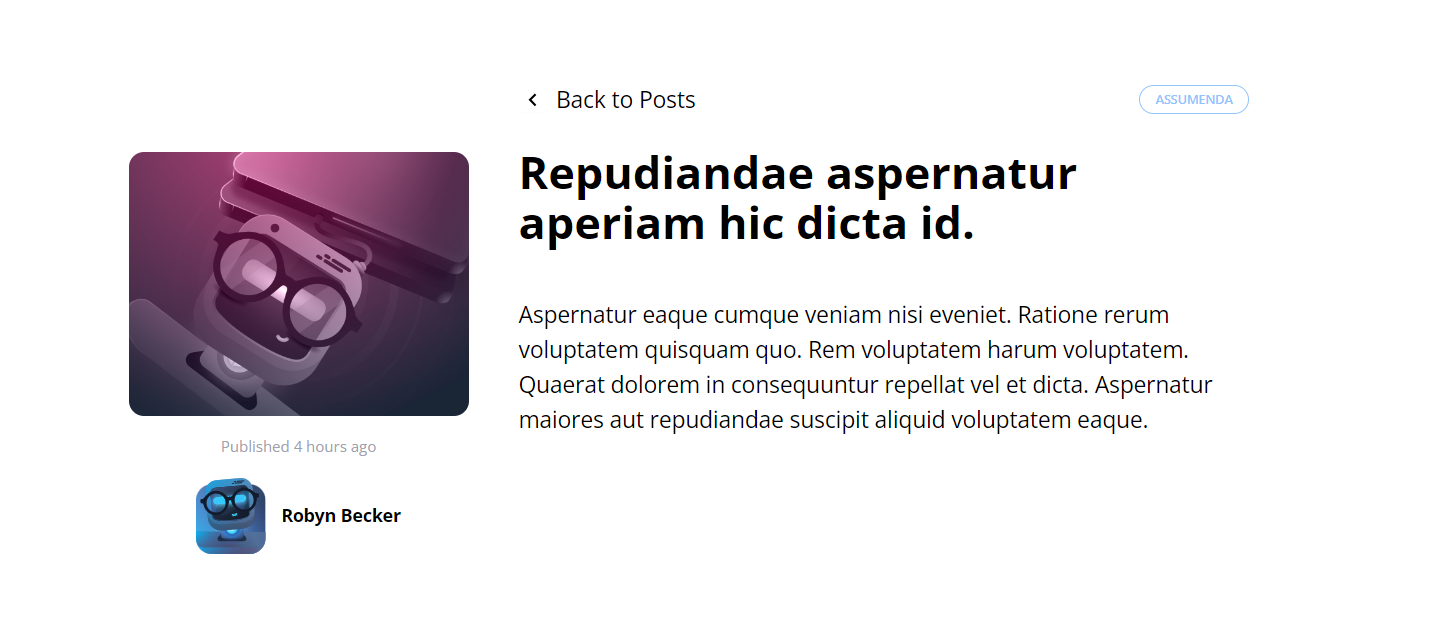 Back to Posts
ASSUMENDA
Repudiandae aspernatur
aperiam hic dicta id.
Aspernatur eaque cumque veniam nisi eveniet. Ratione rerum
voluptatem quisquam quo. Rem voluptatem harum voluptatem.
Quaerat dolorem in consequuntur repellat vel et dicta. Aspernatur
maiores aut repudiandae suscipit aliquid voluptatem eaque.
Published 4 hours ago
Robyn Becker